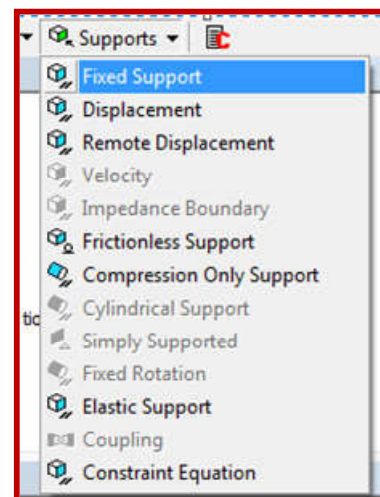 Supports
Fixed Support
Displacement
Remote Displacement
Velocity
Impedance Boundary
Frictionless Support
Compression Only Support
Cylindrical Support
tio
Simply Supported
Fixed Rotation
Elastic Support
Coupling
Constraint Equation